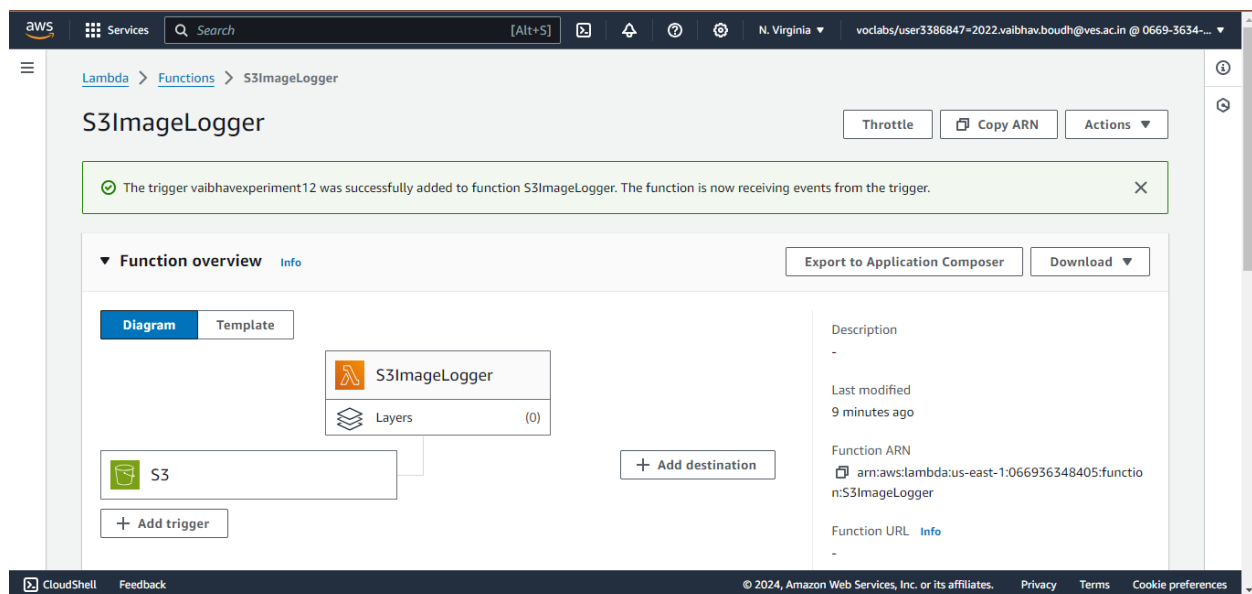 aws
Services
Search [Alt+S]
N. Virginia
voclabs/user3386847=2022.vaibhav.boudh@ves.ac.in @ 0669-3634-...
Lambda > Functions > S3ImageLogger
S3ImageLogger
Throttle
Copy ARN
Actions
The trigger vaibhavexperiment12 was successfully added to function S3ImageLogger. The function is now receiving events from the trigger.
Function overview Info
Export to Application Composer
Download
Diagram
Template
S3ImageLogger
Layers (0)
S3
+ Add trigger
+ Add destination
Description
-
Last modified
9 minutes ago
Function ARN
arn:aws:lambda:us-east-1:066936348405:functio
n:S3ImageLogger
Function URL Info
-
CloudShell
Feedback
© 2024, Amazon Web Services, Inc. or its affiliates.
Privacy
Terms
Cookie preferences